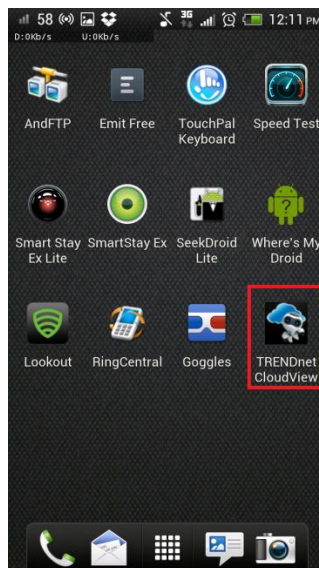 58 3G 12:11 PM
D:0Kb/s U:0Kb/s
AndFTP Emit Free TouchPal Keyboard Speed Test
Smart Stay Ex Lite SmartStay Ex SeekDroid Lite Where's My Droid
Lookout RingCentral Goggles TRENDnet CloudView